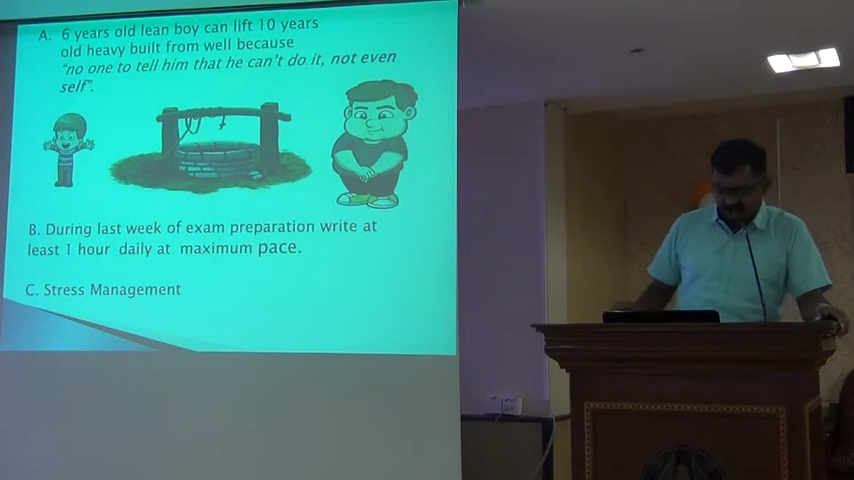 A. 6 years old lean boy can lift 10 years
old heavy built from well because
"no one to tell him that he can't do it, not even
self".
B. During last week of exam preparation write at
least 1 hour daily at maximum pace.
C. Stress Management